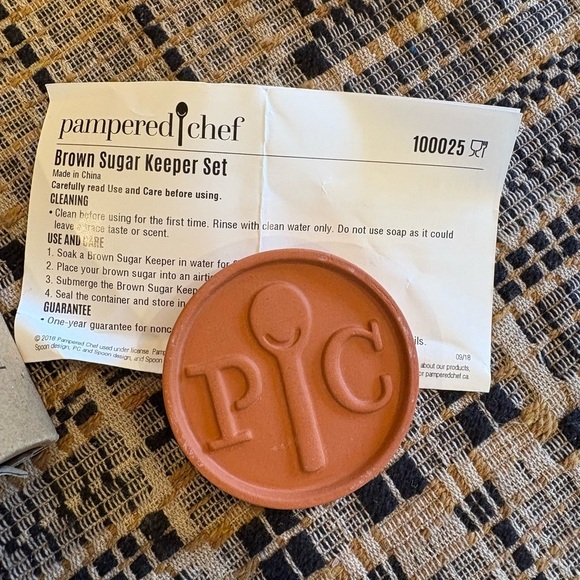 pampered chef
100025
Brown Sugar Keeper Set
Made in China
Carefully read Use and Care before using.
CLEANING
• Clean before using for the first time. Rinse with clean water only. Do not use soap as it could
leave a trace taste or scent.
USE AND CARE
1. Soak a Brown Sugar Keeper in water for
2. Place your brown sugar into an
3. Submerge the Brown Sugar
4. Seal the container and store in
GUARANTEE
• One-year guarantee for
ils.
© 2018 Pampered Chef used under license.
Spoon design, PC and Spoon design, and Spoon
09/18
about our products,
or pamperedchef.ca
P C